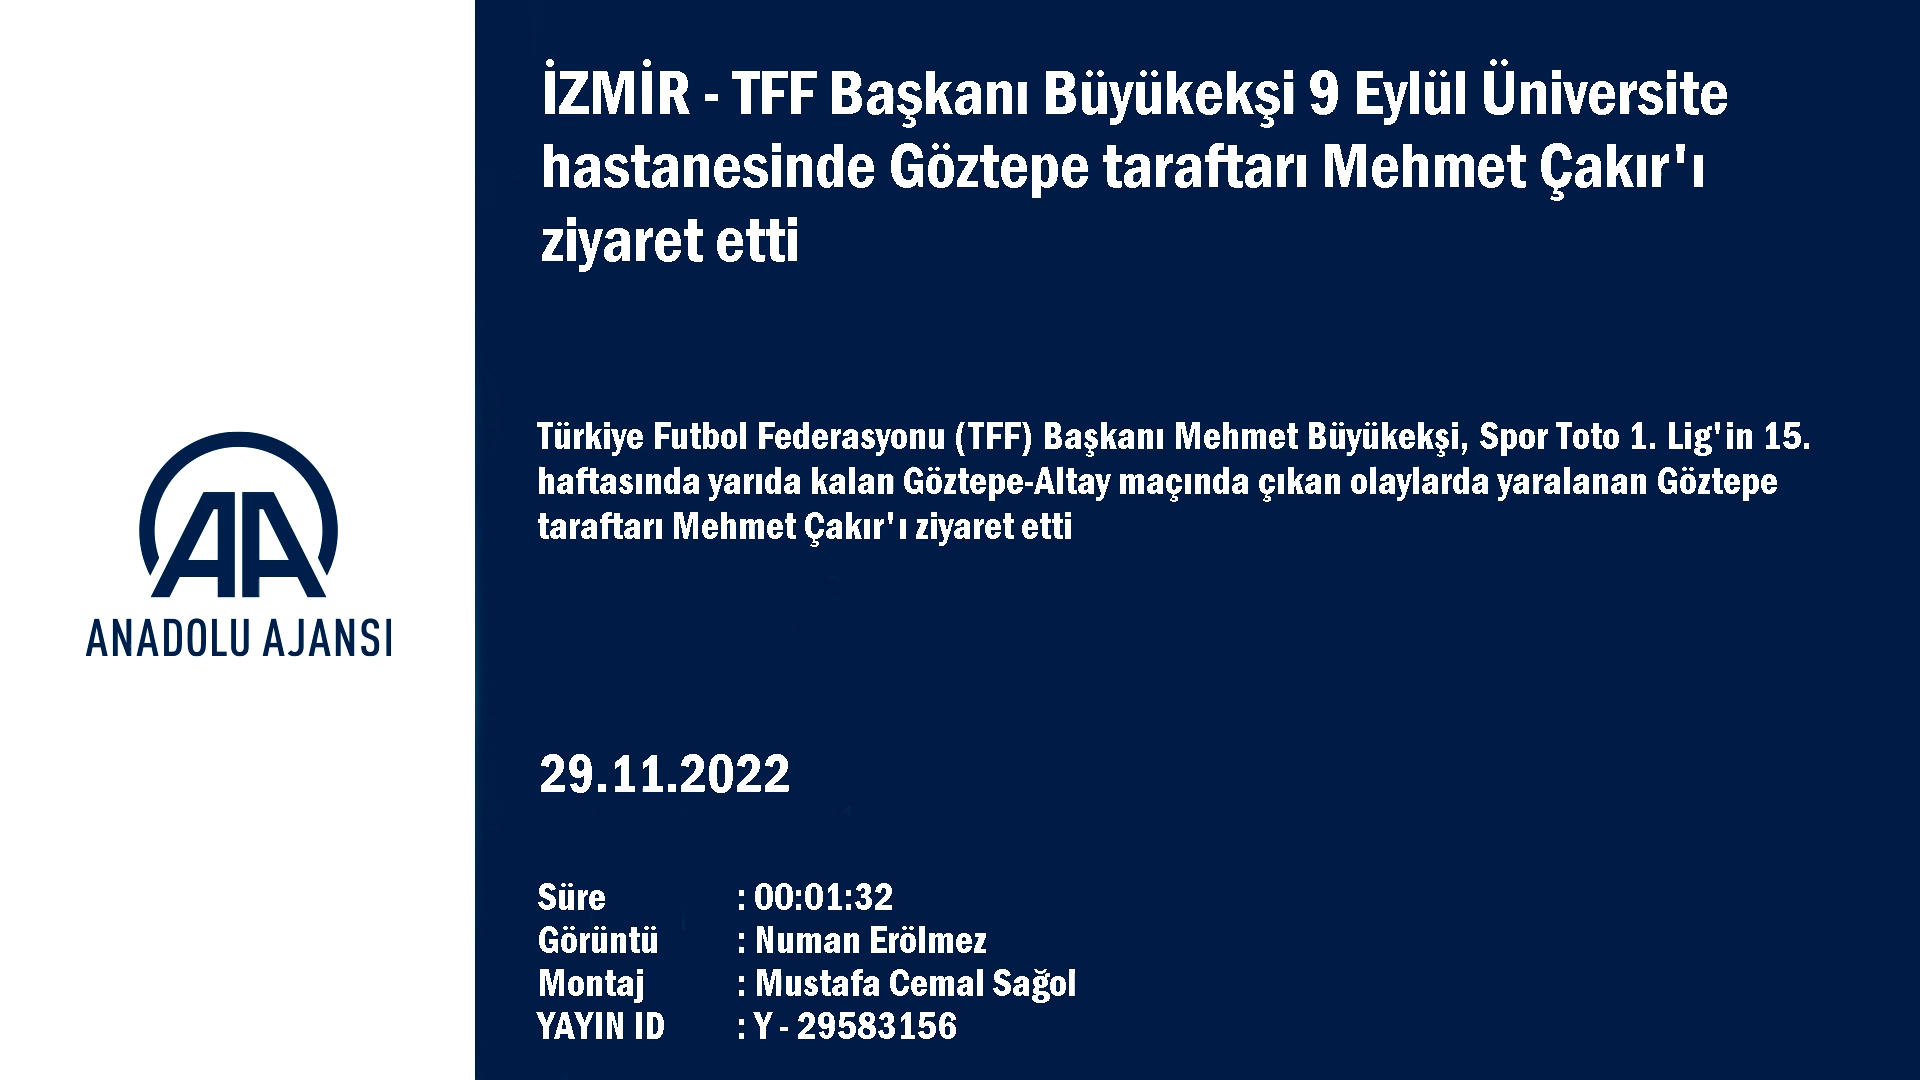 İZMİR - TFF Başkanı Büyükekşi 9 Eylül Üniversite
hastanesinde Göztepe taraftarı Mehmet Çakır'ı
ziyaret etti
Türkiye Futbol Federasyonu (TFF) Başkanı Mehmet Büyükekşi, Spor Toto 1. Lig'in 15.
haftasında yarıda kalan Göztepe-Altay maçında çıkan olaylarda yaralanan Göztepe
taraftarı Mehmet Çakır'ı ziyaret etti
AA
ANADOLU AJANSI
29.11.2022
Süre : 00:01:32
Görüntü : Numan Erölmez
Montaj : Mustafa Cemal Sağol
YAYIN ID : Y - 29583156